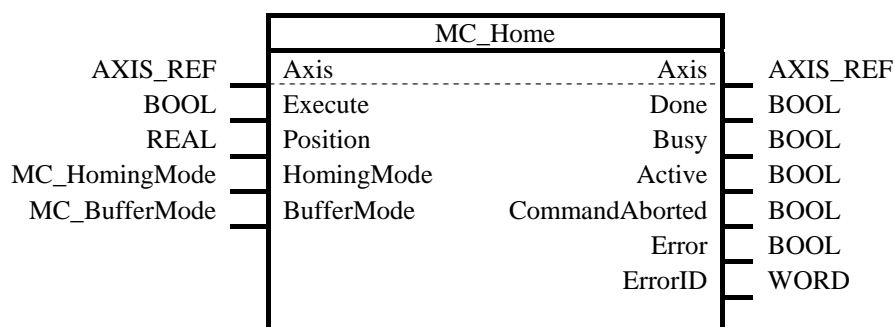 MC_Home
AXIS_REF Axis Axis AXIS_REF
BOOL Execute Done BOOL
REAL Position Busy BOOL
MC_HomingMode HomingMode Active BOOL
MC_BufferMode BufferMode CommandAborted BOOL
Error BOOL
ErrorID WORD